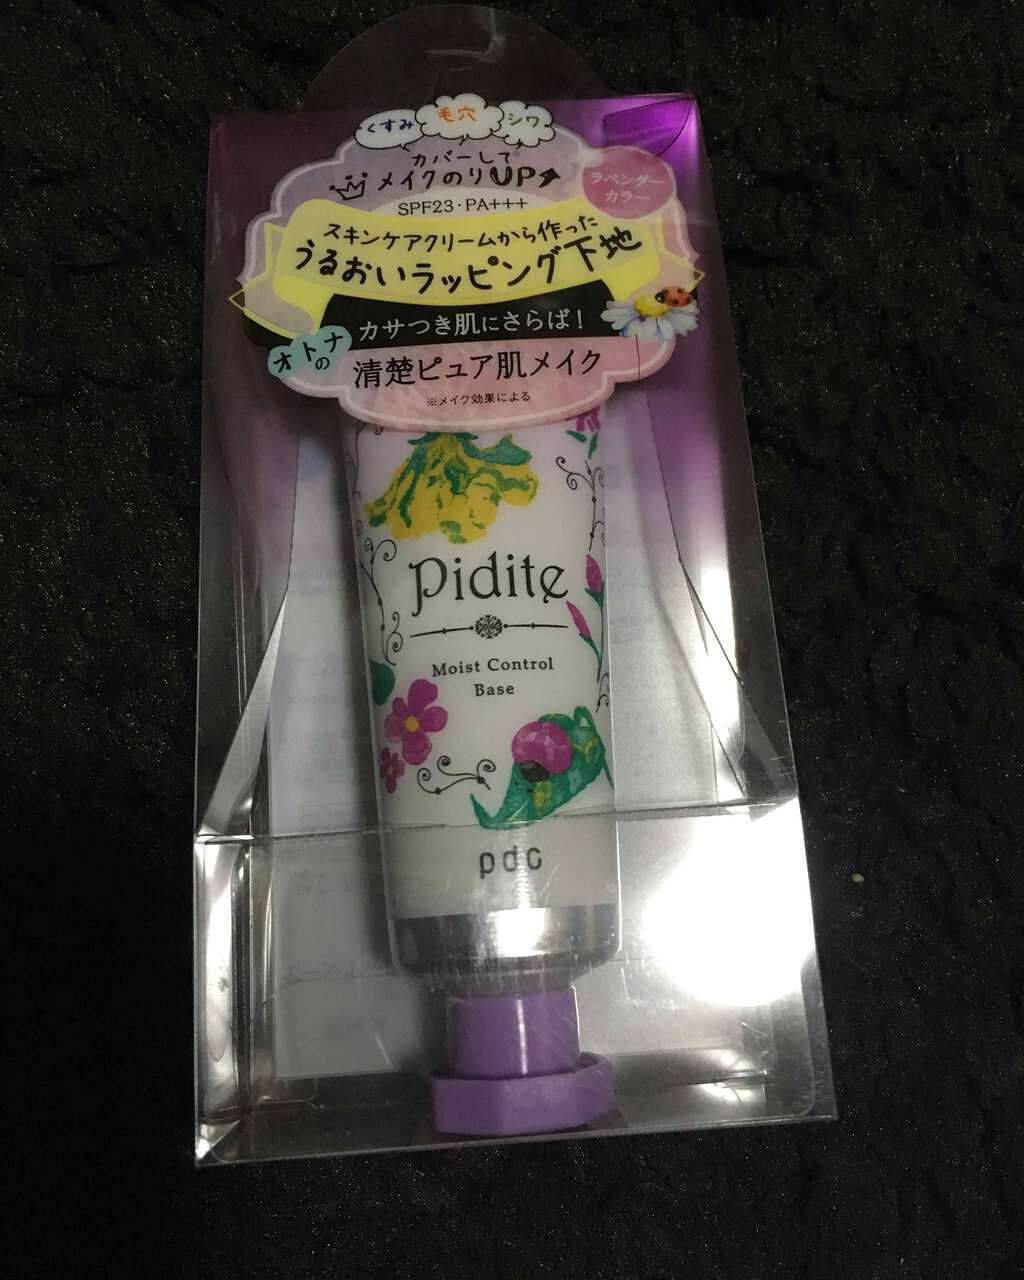 くすみ
毛穴
シワ
カバーして
メイクのりUP
ラベンダー
カラー
SPF23・PA+++
スキンケアクリームから作った
うるおいラッピング下地
カサつき肌にさらば！
オトナの
清楚ピュア肌メイク
※メイク効果による
Pidite
Moist Control
Base
pdc